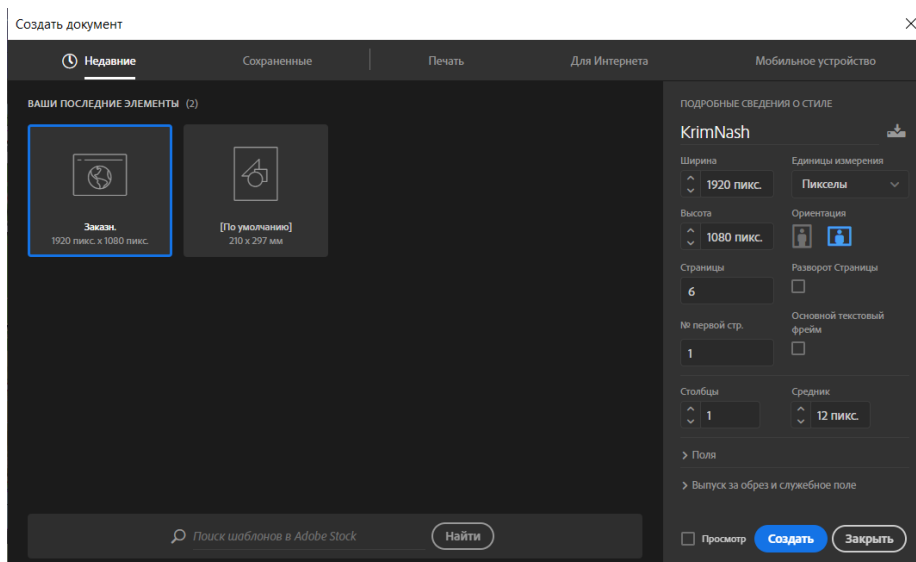 Создать документ
Недавние
Сохраненные
Печать
Для Интернета
Мобильное устройство
ВАШИ ПОСЛЕДНИЕ ЭЛЕМЕНТЫ (2)
Заказн.
1920 пикс. x 1080 пикс.
[По умолчанию]
210 x 297 мм
Поиск шаблонов в Adobe Stock
Найти
ПОДРОБНЫЕ СВЕДЕНИЯ О СТИЛЕ
KrimNash
Ширина
Единицы измерения
1920 пикс.
Пикселы
Высота
Ориентация
1080 пикс.
Страницы
Разворот Страницы
6
№ первой стр.
Основной текстовый
фрейм
1
Столбцы
Средник
1
12 пикс.
> Поля
> Выпуск за обрез и служебное поле
Просмотр
Создать
Закрыть